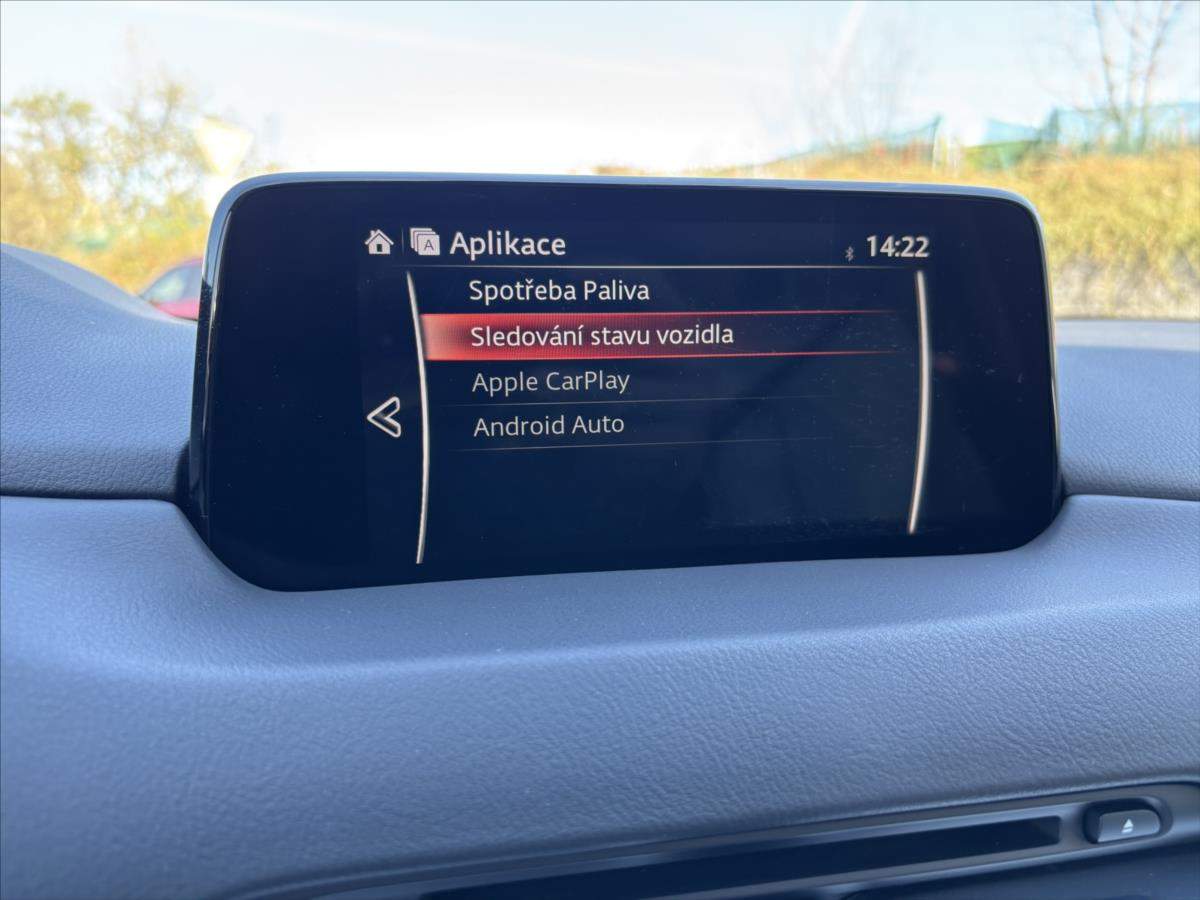 A Aplikace 14:22
Spotřeba Paliva
Sledování stavu vozidla
Apple CarPlay
Android Auto